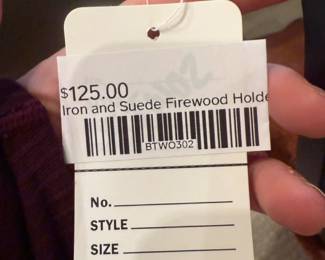 $125.00
Iron and Suede Firewood Holde
BTWO302
No.
STYLE
SIZE